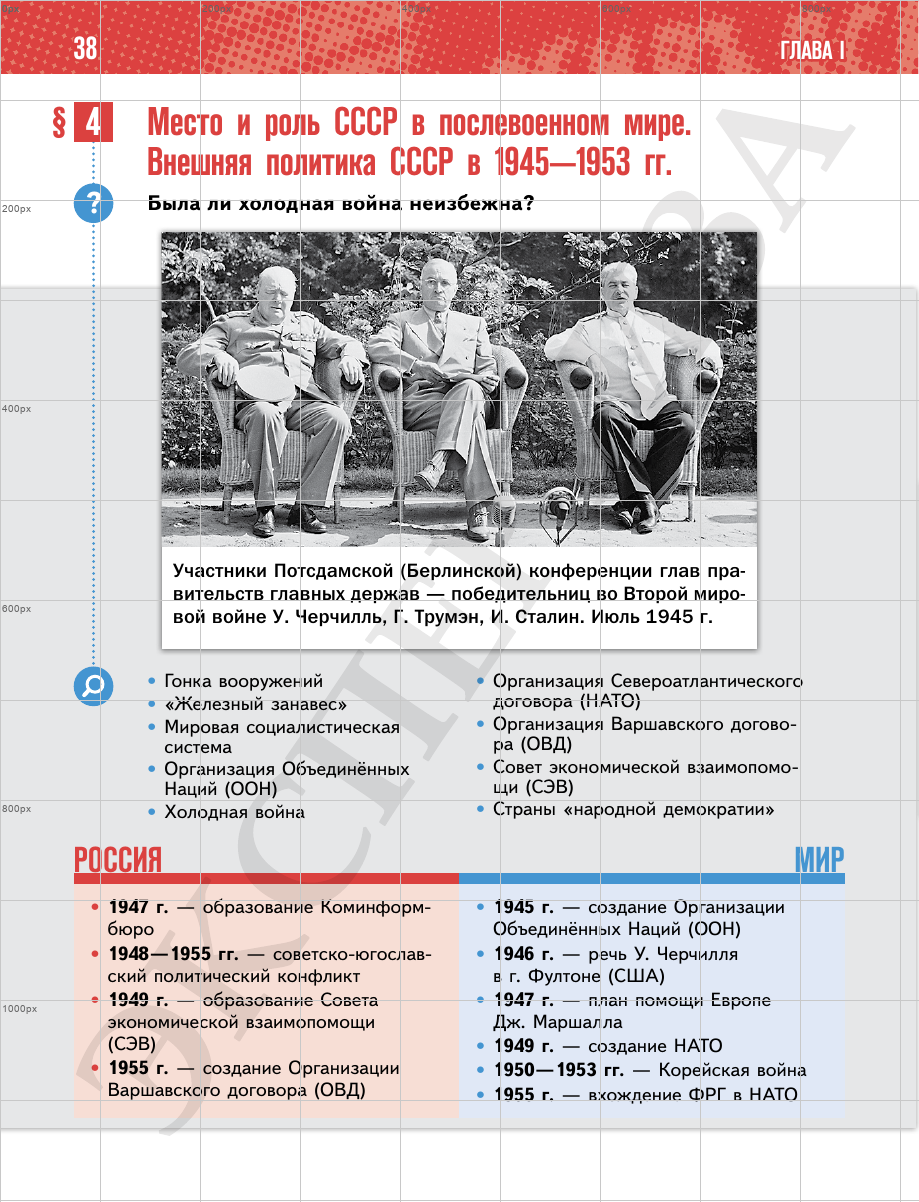 38
ГЛАВА I
§ 4
Место и роль СССР в послевоенном мире.
Внешняя политика СССР в 1945—1953 гг.
?
Была ли холодная война неизбежна?
200px
400px
Участники Потсдамской (Берлинской) конференции глав пра-
вительств главных держав — победительниц во Второй миро-
вой войне У. Черчилль, Г. Трумэн, И. Сталин. Июль 1945 г.
600px
• Гонка вооружений
• «Железный занавес»
• Мировая социалистическая
система
• Организация Объединённых
Наций (ООН)
• Холодная война
• Организация Североатлантического
договора (НАТО)
• Организация Варшавского догово-
ра (ОВД)
• Совет экономической взаимопомо-
щи (СЭВ)
• Страны «народной демократии»
800px
РОССИЯ
• 1947 г. — образование Коминформ-
бюро
• 1948—1955 гг. — советско-югослав-
ский политический конфликт
• 1949 г. — образование Совета
экономической взаимопомощи
(СЭВ)
• 1955 г. — создание Организации
Варшавского договора (ОВД)
1000px
МИР
• 1945 г. — создание Организации
Объединённых Наций (ООН)
• 1946 г. — речь У. Черчилля
в г. Фултоне (США)
• 1947 г. — план помощи Европе
Дж. Маршалла
• 1949 г. — создание НАТО
• 1950—1953 гг. — Корейская война
• 1955 г. — вхождение ФРГ в НАТО